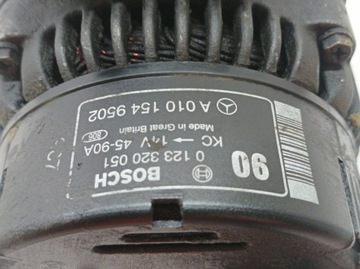 BOSCH
0 123 320 051
KC → 14V 45-90A
Made in Great Britain
A 010 154 9502
90